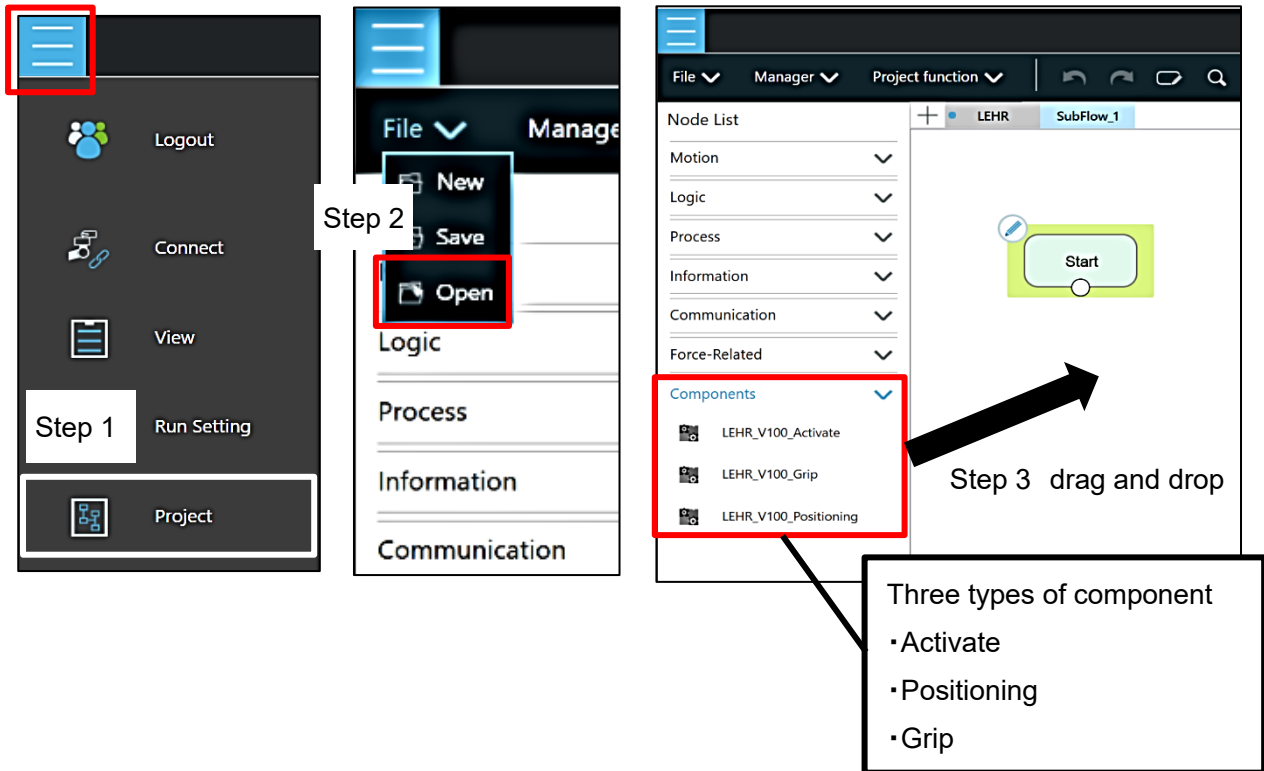 Logout
Connect
View
Step 1
Run Setting
Project
File
Manage
New
Step 2
Save
Open
Logic
Process
Information
Communication
File
Manager
Project function
Node List
LEHR
SubFlow_1
Motion
Logic
Process
Information
Communication
Force-Related
Components
LEHR_V100_Activate
LEHR_V100_Grip
LEHR_V100_Positioning
Start
Step 3 drag and drop
Three types of component
・Activate
・Positioning
・Grip